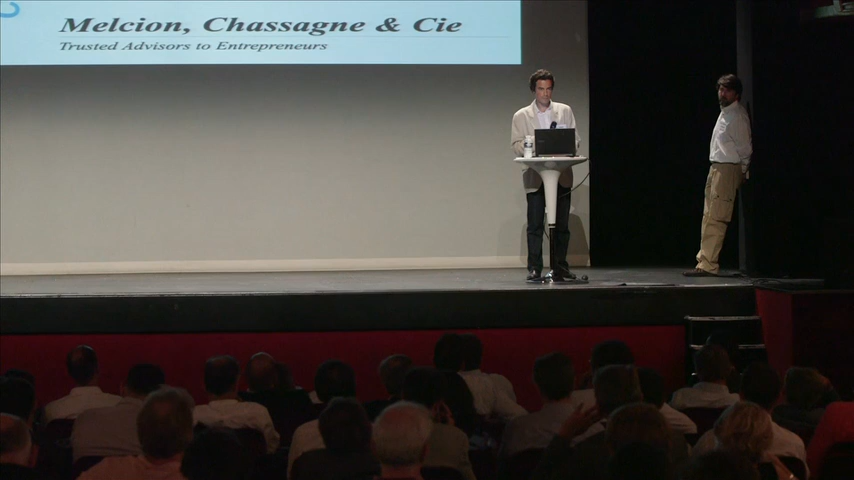 Melcion, Chassagne & Cie
Trusted Advisors to Entrepreneurs